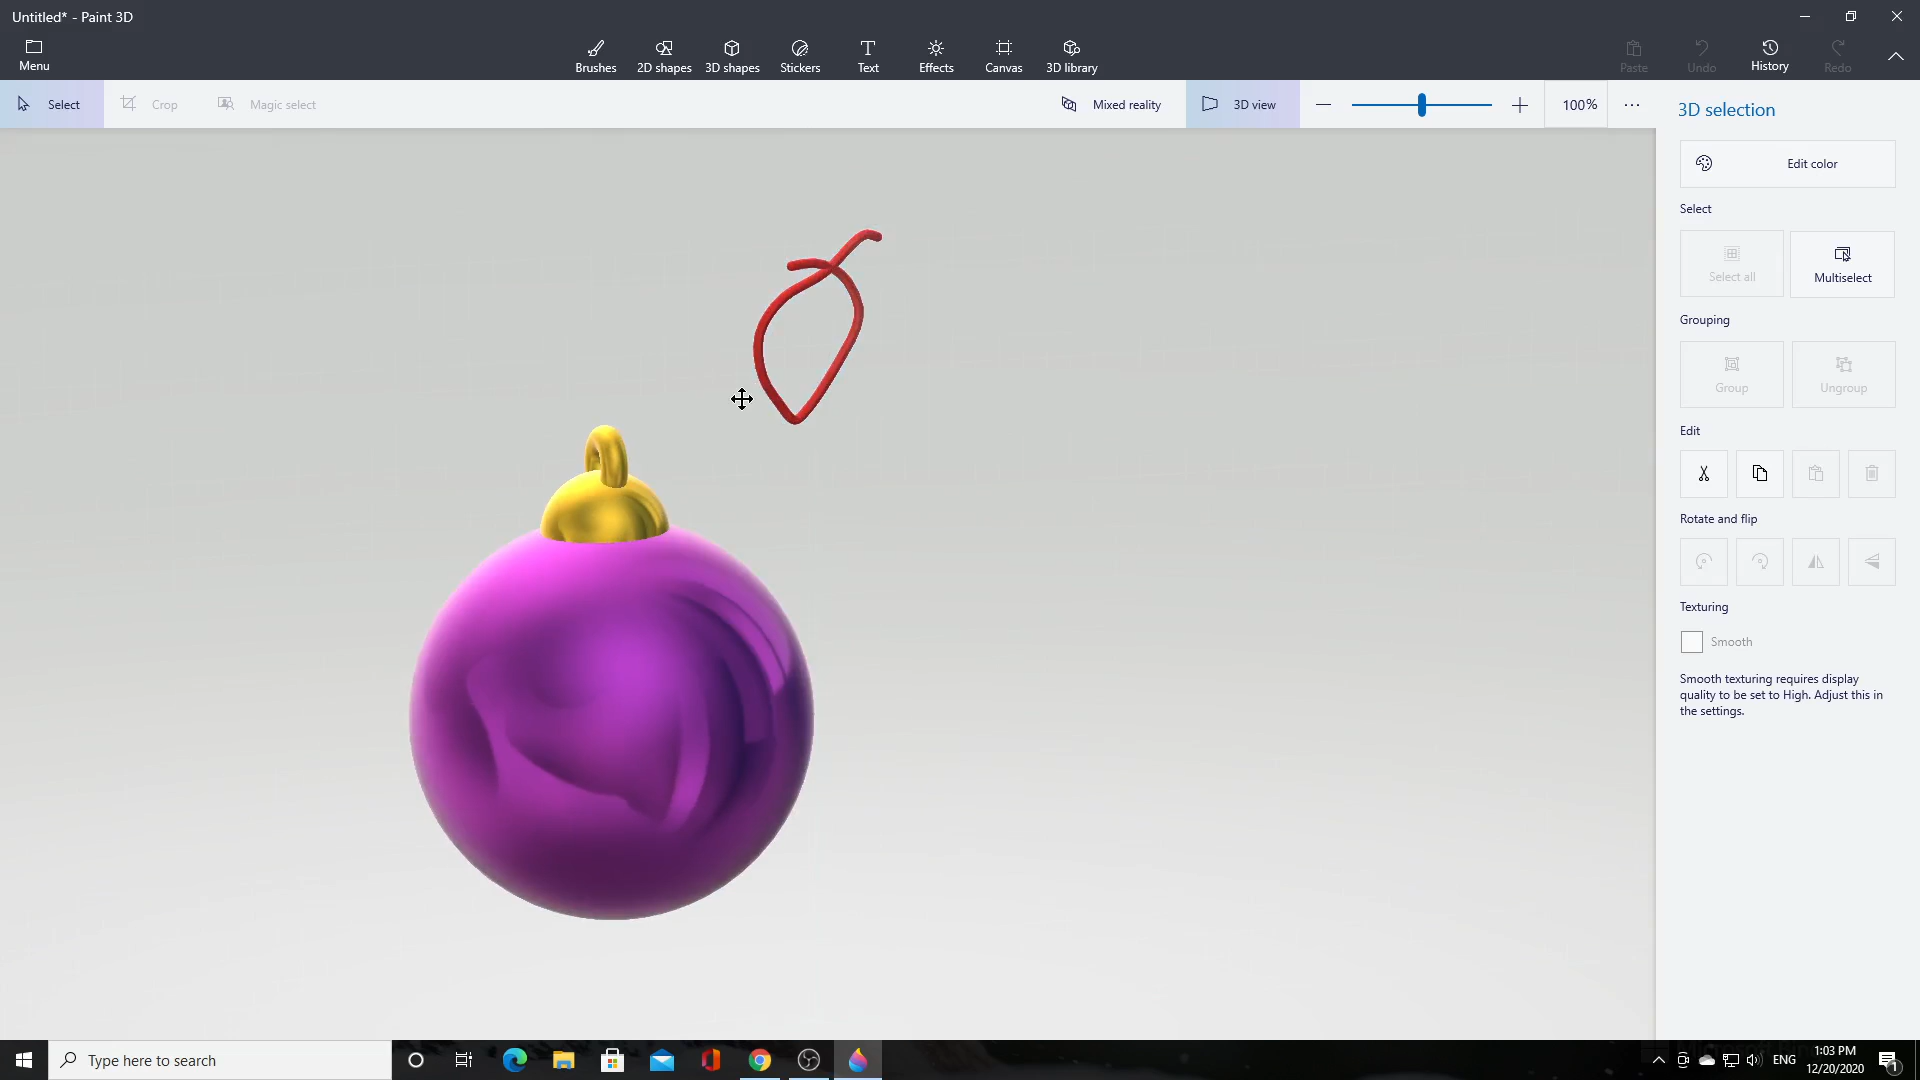 Untitled* - Paint 3D
Menu
Brushes
2D shapes
3D shapes
Stickers
Text
Effects
Canvas
3D library
Paste
Undo
History
Redo
Select
Crop
Magic select
Mixed reality
3D view
100%
3D selection
Edit color
Select
Select all
Multiselect
Grouping
Group
Ungroup
Edit
Rotate and flip
Texturing
Smooth
Smooth texturing requires display
quality to be set to High. Adjust this in
the settings.
Type here to search
ENG
1:03 PM
12/20/2020
1